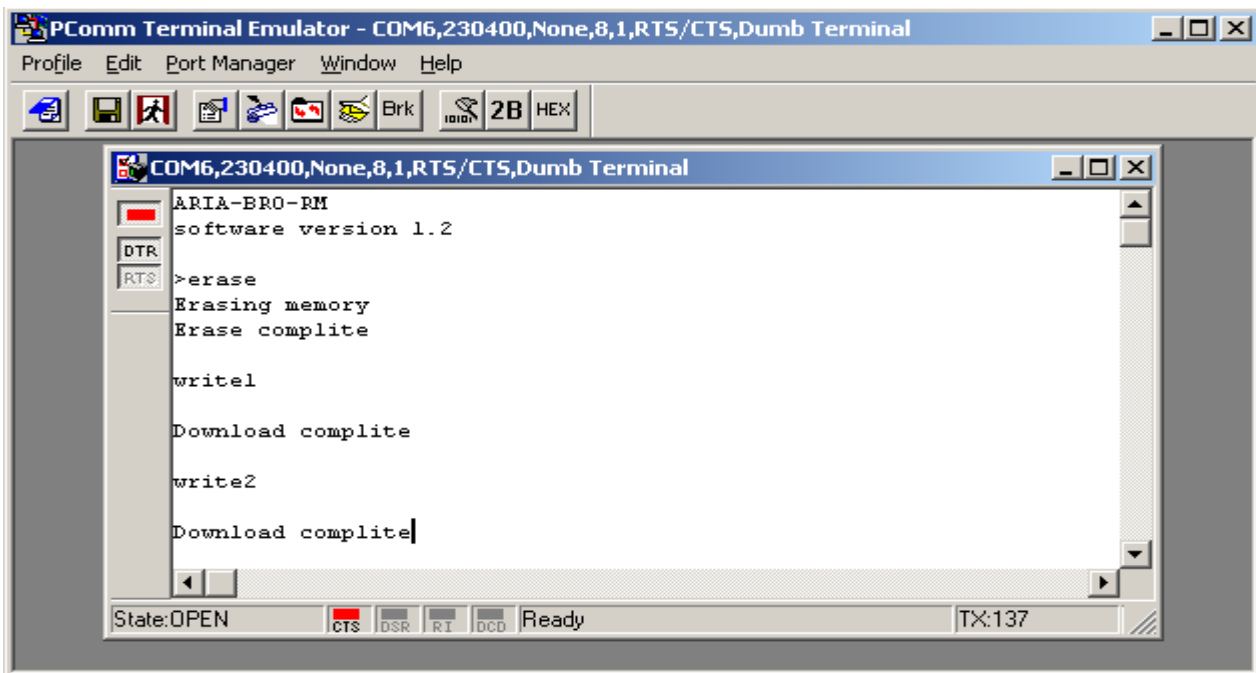 PComm Terminal Emulator - COM6,230400,None,8,1,RTS/CTS,Dumb Terminal
Profile Edit Port Manager Window Help
Brk 1010 2B HEX
COM6,230400,None,8,1,RTS/CTS,Dumb Terminal
ARIA-BRO-RM
software version 1.2
DTR
RTS
>erase
Erasing memory
Erase complite
write1
Download complite
write2
Download complite
State:OPEN CTS DSR RI DCD Ready TX:137